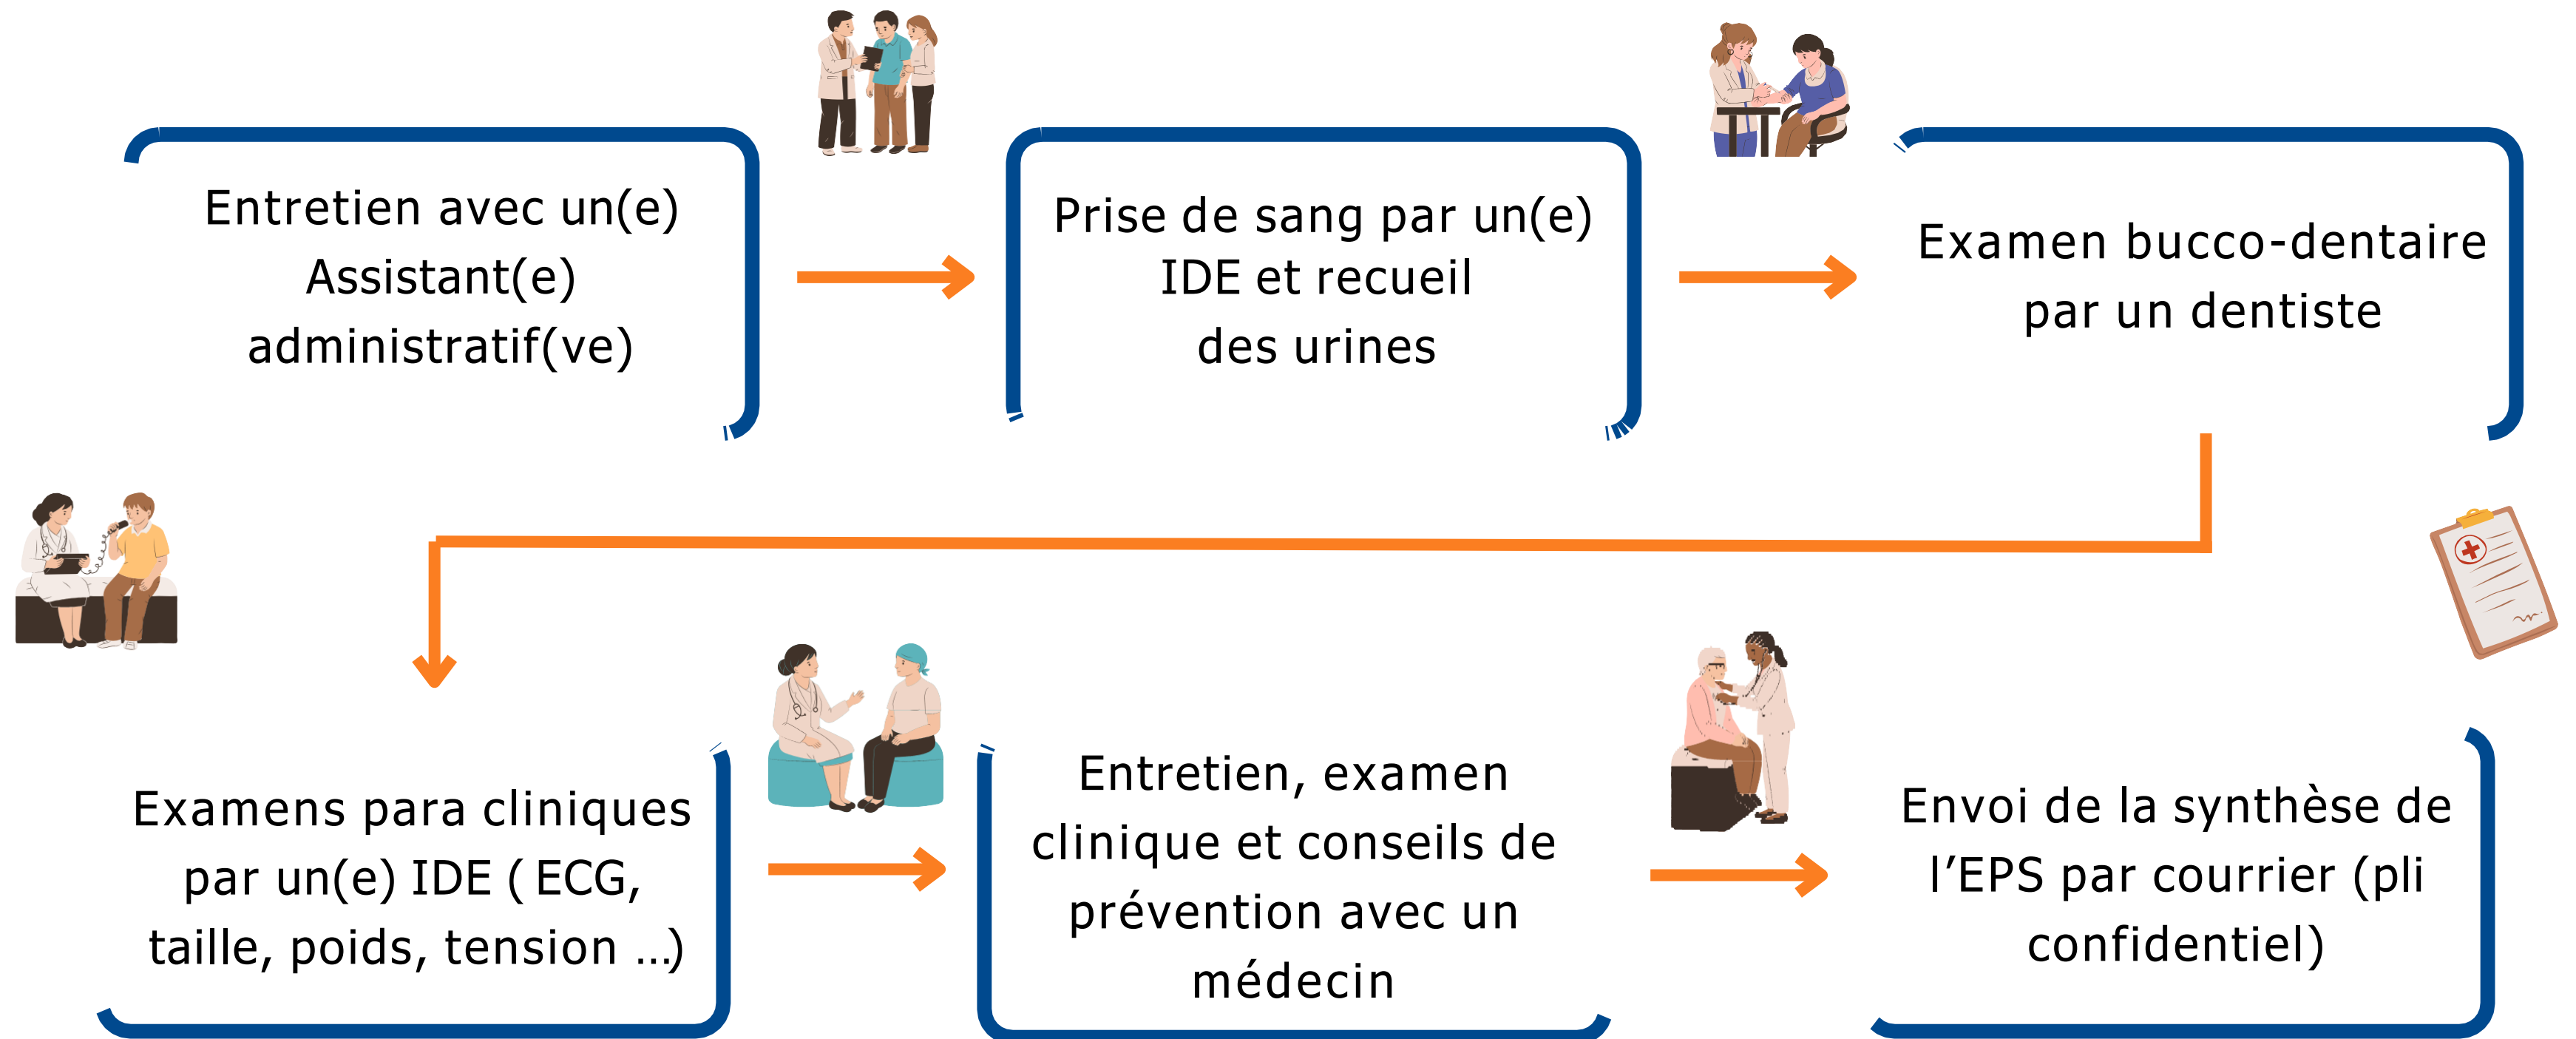 Entretien avec un(e)
Assistant(e)
administratif(ve)
Prise de sang par un(e)
IDE et recueil
des urines
Examen bucco-dentaire
par un dentiste
Examens para cliniques
par un(e) IDE ( ECG,
taille, poids, tension ...)
Entretien, examen
clinique et conseils de
prévention avec un
médecin
Envoi de la synthèse de
l’EPS par courrier (pli
confidentiel)